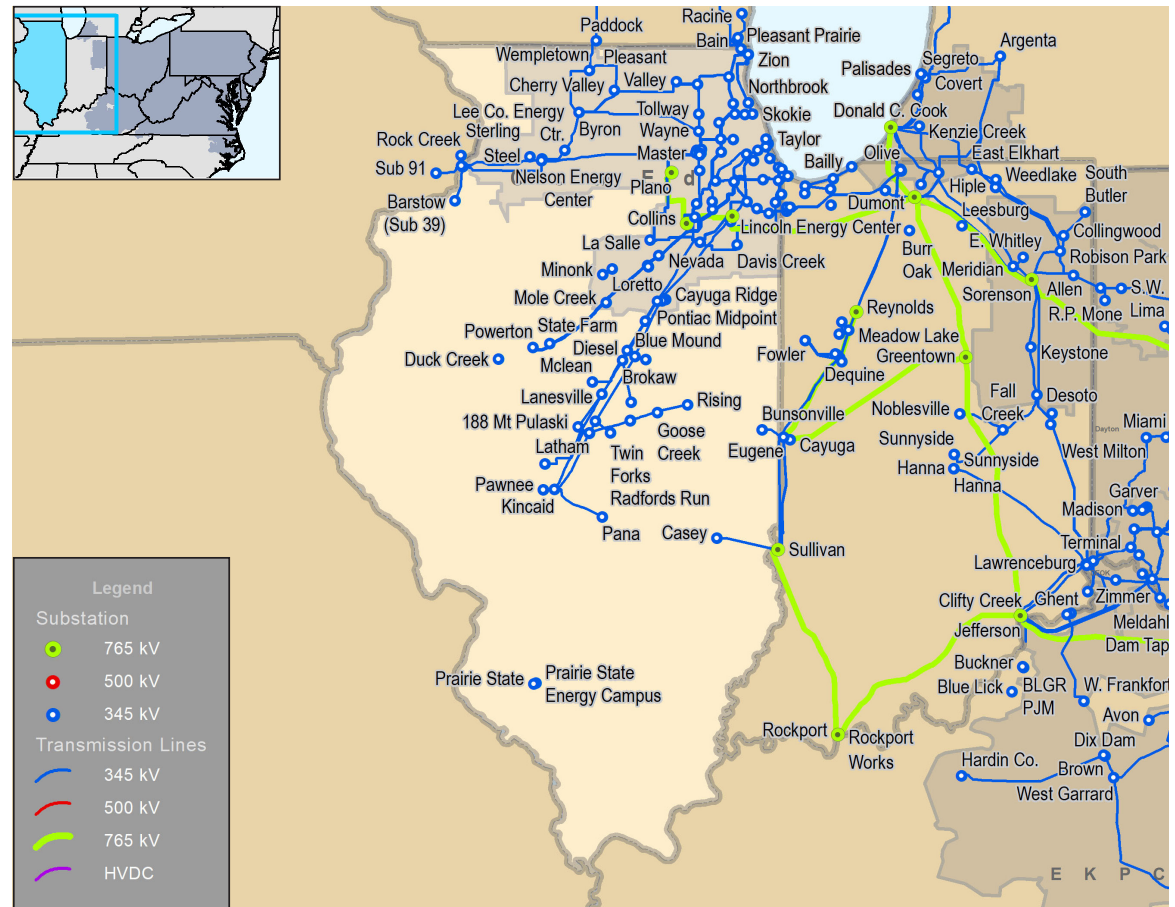 Racine
Paddock
Bain
Pleasant Prairie
Argenta
Wempletown
Pleasant
Zion
Segreto
Palisades
Covert
Cherry Valley
Valley
Northbrook
Lee Co. Energy
Tollway
Donald C. Cook
Skokie
Sterling
Ctr.
Byron
Wayne
Kenzie Creek
Rock Creek
Taylor
Olive
East Elkhart
Steel
Master
Bailly
Sub 91
Nelson Energy
Center
Hiple
Weedlake
South
Butler
Plano
Dumont
Barstow
(Sub 39)
Collins
Lincoln Energy Center
Leesburg
Collingwood
La Salle
Burr
Oak
E. Whitley
Robison Park
Nevada
Davis Creek
Minonk
Meridian
Sorenson
Allen
Loretto
S.W.
Lima
Mole Creek
Cayuga Ridge
Reynolds
R.P. Mone
Pontiac Midpoint
Powerton
State Farm
Diesel
Blue Mound
Meadow Lake
Duck Creek
Mclean
Fowler
Greentown
Keystone
Brokaw
Dequine
Lanesville
Rising
Bunsonville
Fall
Creek
Desoto
Noblesville
188 Mt Pulaski
Goose
Creek
Miami
Dayton
Latham
Twin
Forks
Eugene
Cayuga
Sunnyside
Sunnyside
West Milton
Hanna
Hanna
Pawnee
Kincaid
Radfords Run
Garver
Madison
Pana
Casey
Sullivan
Terminal
Lawrenceburg
Clifty Creek
Ghent
Zimmer
Jefferson
Meldahl
Dam Tap
Buckner
Prairie State
Prairie State
Energy Campus
Blue Lick
BLGR
PJM
W. Frankfort
Avon
Rockport
Rockport
Works
Dix Dam
Hardin Co.
Brown
West Garrard
E K P C
Legend
Substation
765 kV
500 kV
345 kV
Transmission Lines
345 kV
500 kV
765 kV
HVDC